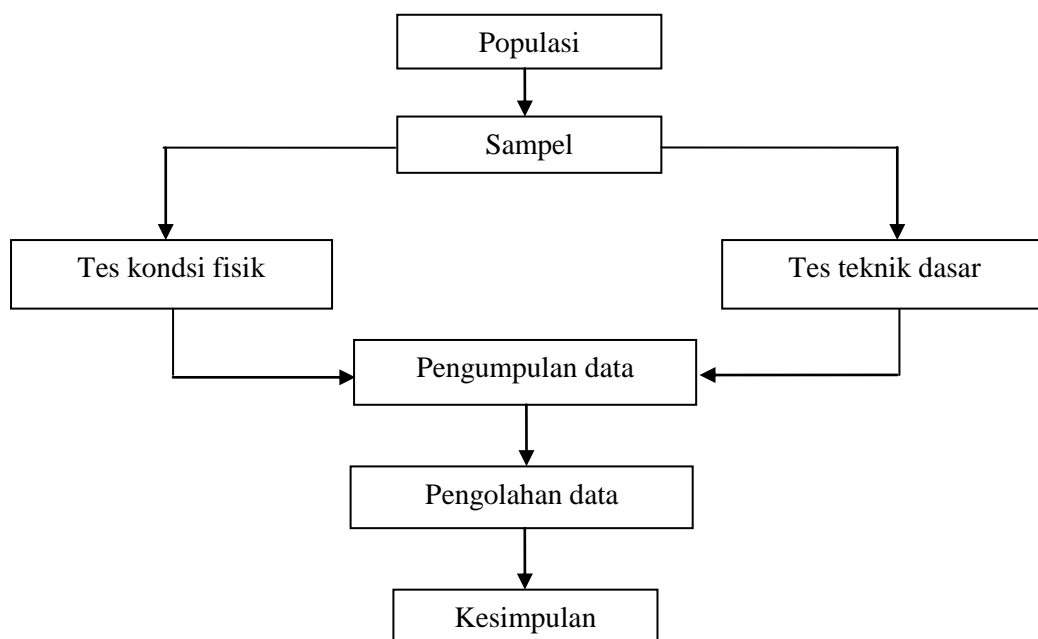 Populasi
Sampel
Tes kondsi fisik
Tes teknik dasar
Pengumpulan data
Pengolahan data
Kesimpulan